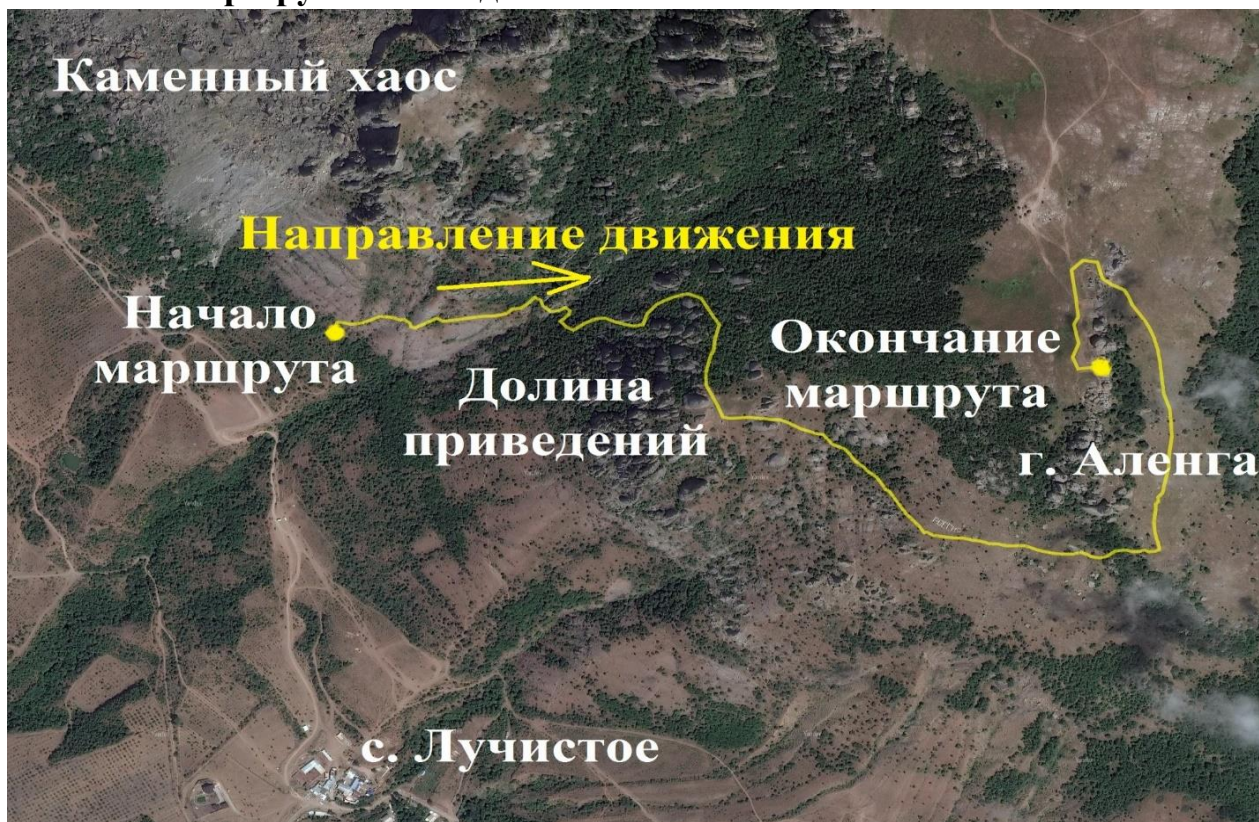 Каменный хаос
Направление движения
Начало
маршрута
Окончание
маршрута
Долина
приведений
г. Аленга
с. Лучистое